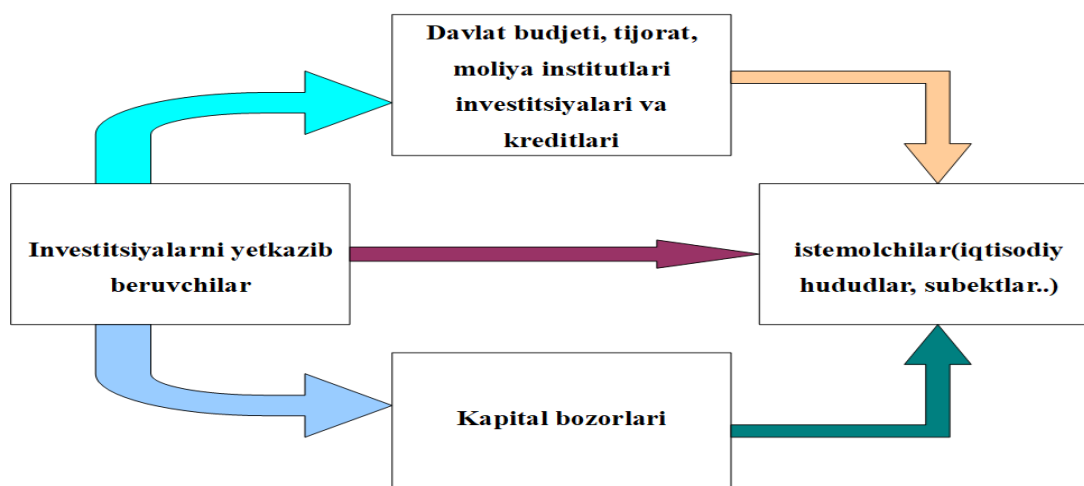 Davlat budjeti, tijorat,
moliya institutlari
investitsiyalari va
kreditlari
Investitsiyalarni yetkazib
beruvchilar
istemolchilar(iqtisodiy
hududlar, subektlar..)
Kapital bozorlari